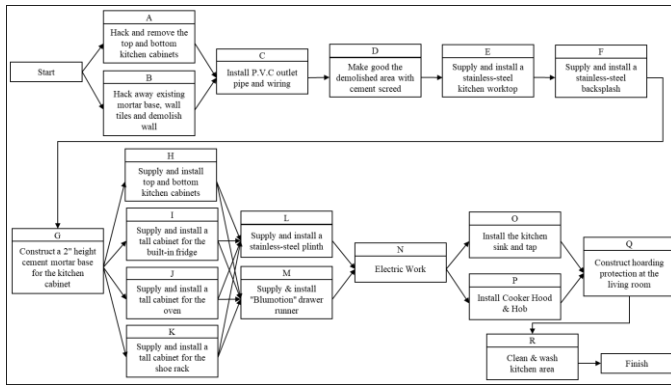 A
Hack and remove the
top and bottom
kitchen cabinets
Start
B
Hack away existing
mortar base, wall
tiles and demolish
wall
C
Install P.V.C outlet
pipe and wiring
D
Make good the
demolished area with
cement screed
E
Supply and install a
stainless-steel
kitchen worktop
F
Supply and install a
stainless-steel
backsplash
G
Construct a 2" height
cement mortar base
for the kitchen
cabinet
H
Supply and install
top and bottom
kitchen cabinets
I
Supply and install a
tall cabinet for the
built-in fridge
J
Supply and install a
tall cabinet for the
oven
K
Supply and install a
tall cabinet for the
shoe rack
L
Supply and install a
stainless-steel plinth
M
Supply & install
"Blumotion" drawer
runner
N
Electric Work
O
Install the kitchen
sink and tap
P
Install Cooker Hood
& Hob
Q
Construct hoarding
protection at the
living room
R
Clean & wash
kitchen area
Finish